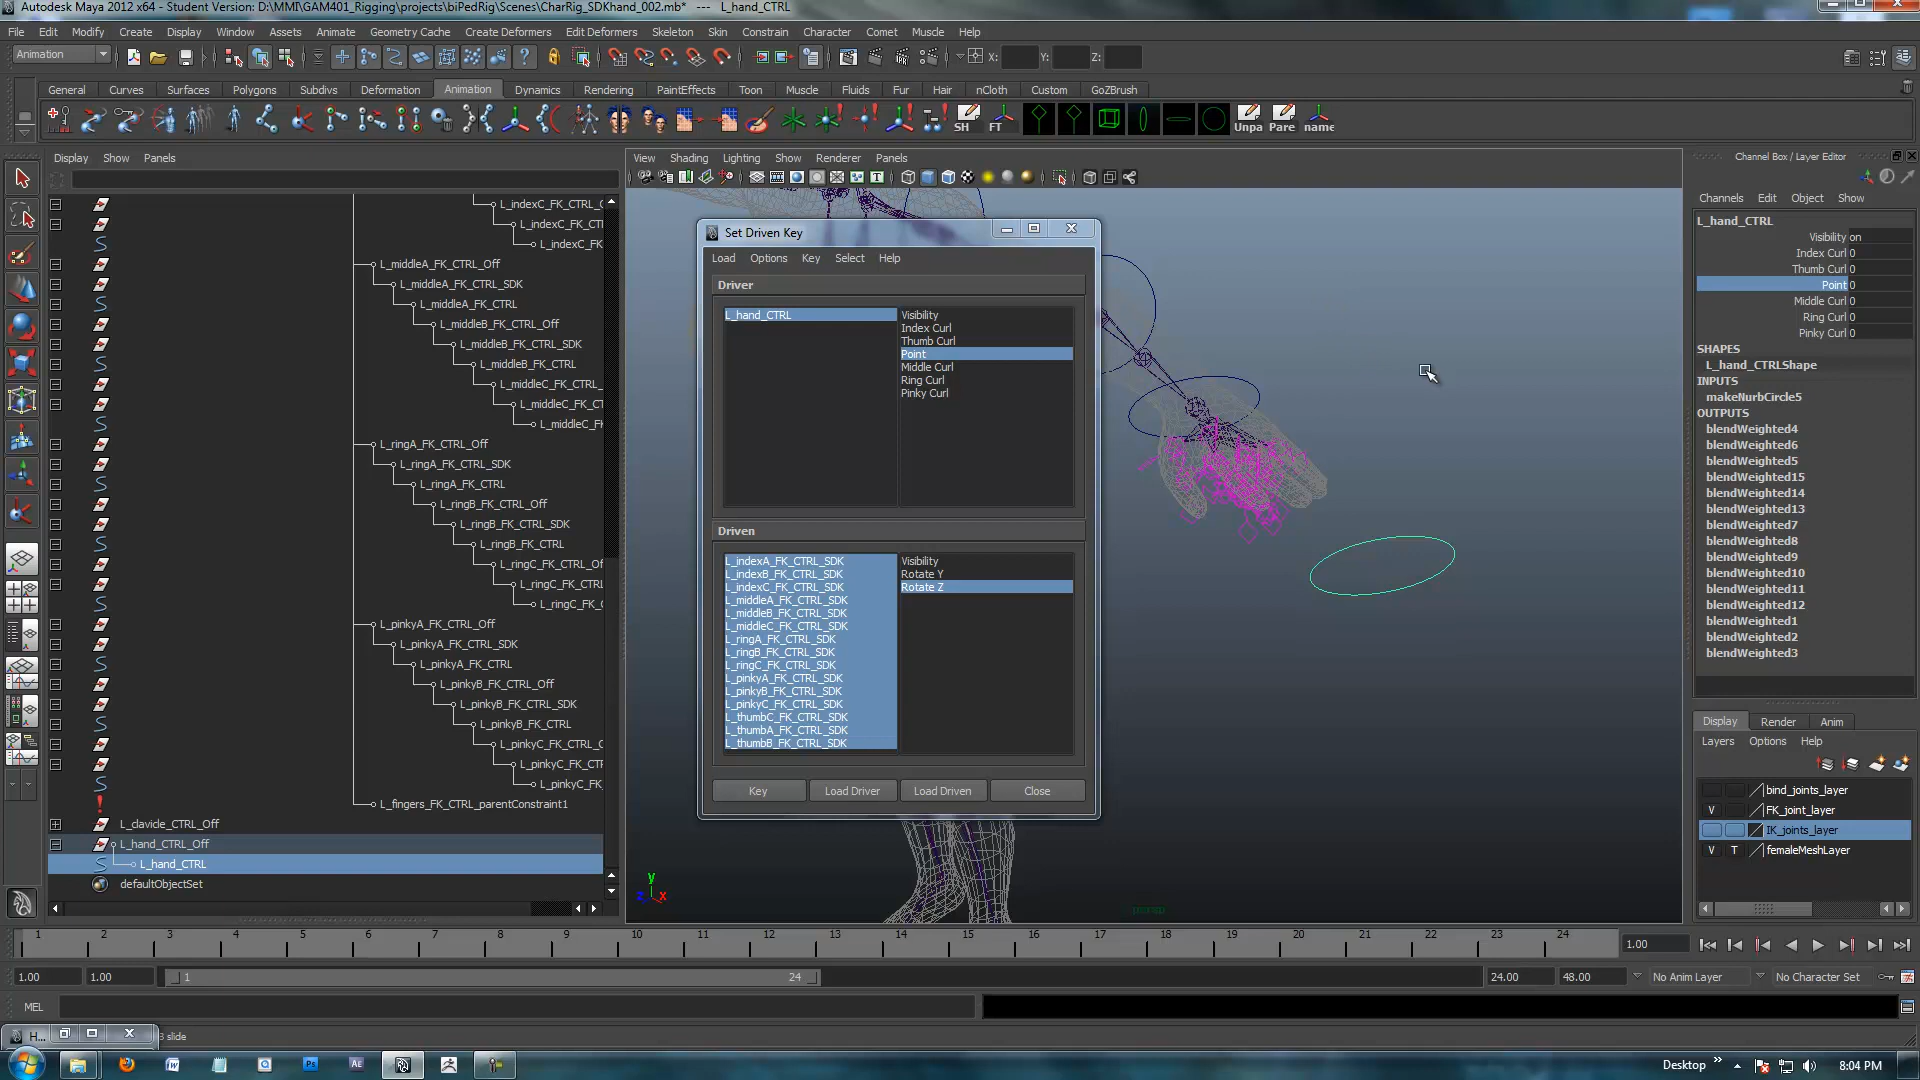 Autodesk Maya 2012 x64 - Student Version: D:\MMI\GAM401_Rigging\projects\biPedRig\Scenes\CharRig_SDKhand_002.mb* --- L_hand_CTRL
File Edit Modify Create Display Window Assets Animate Geometry Cache Create Deformers Edit Deformers Skeleton Skin Constrain Character Comet Muscle Help
Animation X: Y: Z:
General Curves Surfaces Polygons Subdivs Deformation Animation Dynamics Rendering PaintEffects Toon Muscle Fluids Fur Hair nCloth Custom GoZBrush
SH FT Unpa Pare name
Display Show Panels
L_indexC_FK_CTRL_C
L_indexC_FK_CT
L_indexC_FK
L_middleA_FK_CTRL_Off
L_middleA_FK_CTRL_SDK
L_middleA_FK_CTRL
L_middleB_FK_CTRL_Off
L_middleB_FK_CTRL_SDK
L_middleB_FK_CTRL
L_middleC_FK_CTRL_
L_middleC_FK_CT
L_middleC_FK
L_ringA_FK_CTRL_Off
L_ringA_FK_CTRL_SDK
L_ringA_FK_CTRL
L_ringB_FK_CTRL_Off
L_ringB_FK_CTRL_SDK
L_ringB_FK_CTRL
L_ringC_FK_CTRL_Of
L_ringC_FK_CTRL
L_ringC_FK_C
L_pinkyA_FK_CTRL_Off
L_pinkyA_FK_CTRL_SDK
L_pinkyA_FK_CTRL
L_pinkyB_FK_CTRL_Off
L_pinkyB_FK_CTRL_SDK
L_pinkyB_FK_CTRL
L_pinkyC_FK_CTRL_C
L_pinkyC_FK_CTRL
L_pinkyC_FK_
L_fingers_FK_CTRL_parentConstraint1
L_clavicle_CTRL_Off
L_hand_CTRL_Off
L_hand_CTRL
defaultObjectSet
View Shading Lighting Show Renderer Panels
Set Driven Key
Load Options Key Select Help
Driver
L_hand_CTRL
Visibility
Index Curl
Thumb Curl
Point
Middle Curl
Ring Curl
Pinky Curl
Driven
L_indexA_FK_CTRL_SDK
L_indexB_FK_CTRL_SDK
L_indexC_FK_CTRL_SDK
L_middleA_FK_CTRL_SDK
L_middleB_FK_CTRL_SDK
L_middleC_FK_CTRL_SDK
L_ringA_FK_CTRL_SDK
L_ringB_FK_CTRL_SDK
L_ringC_FK_CTRL_SDK
L_pinkyA_FK_CTRL_SDK
L_pinkyB_FK_CTRL_SDK
L_pinkyC_FK_CTRL_SDK
L_thumbC_FK_CTRL_SDK
L_thumbA_FK_CTRL_SDK
L_thumbB_FK_CTRL_SDK
Visibility
Rotate Y
Rotate Z
Key Load Driver Load Driven Close
y
z x
Channel Box / Layer Editor
Channels Edit Object Show
L_hand_CTRL
Visibility on
Index Curl 0
Thumb Curl 0
Point 0
Middle Curl 0
Ring Curl 0
Pinky Curl 0
SHAPES
L_hand_CTRLShape
INPUTS
makeNurbCircle5
OUTPUTS
blendWeighted4
blendWeighted6
blendWeighted5
blendWeighted15
blendWeighted14
blendWeighted13
blendWeighted7
blendWeighted8
blendWeighted9
blendWeighted10
blendWeighted11
blendWeighted12
blendWeighted1
blendWeighted2
blendWeighted3
Display Render Anim
Layers Options Help
bind_joints_layer
V FK_joint_layer
IK_joints_layer
V T femaleMeshLayer
1 2 3 4 5 6 7 8 9 10 11 12 13 14 15 16 17 18 19 20 21 22 23 24
1.00
1.00 1.00 1 24 24.00 48.00 No Anim Layer No Character Set
MEL
H... 3 slide
Desktop 8:04 PM